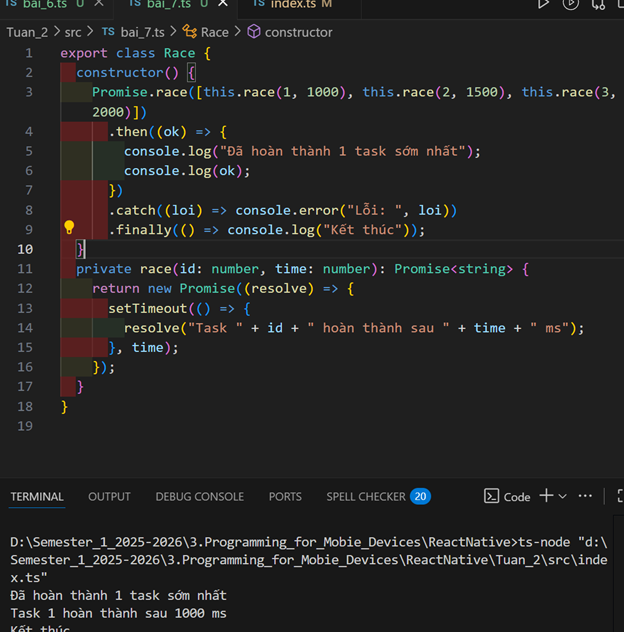 TS bai_6.ts U
TS bai_7.ts U
TS index.ts M
Tuan_2 > src > TS bai_7.ts > Race > constructor
1 export class Race {
2 constructor() {
3 Promise.race([this.race(1, 1000), this.race(2, 1500), this.race(3,
2000)])
4 .then((ok) => {
5 console.log("Đã hoàn thành 1 task sớm nhất");
6 console.log(ok);
7 })
8 .catch((loi) => console.error("Lỗi: ", loi))
9 .finally(() => console.log("Kết thúc"));
10 }
11 private race(id: number, time: number): Promise<string> {
12 return new Promise((resolve) => {
13 setTimeout(() => {
14 resolve("Task " + id + " hoàn thành sau " + time + " ms");
15 }, time);
16 });
17 }
18 }
19
TERMINAL OUTPUT DEBUG CONSOLE PORTS SPELL CHECKER 20 Code
D:\Semester_1_2025-2026\3.Programming_for_Mobie_Devices\ReactNative>ts-node "d:\
Semester_1_2025-2026\3.Programming_for_Mobie_Devices\ReactNative\Tuan_2\src\inde
x.ts"
Đã hoàn thành 1 task sớm nhất
Task 1 hoàn thành sau 1000 ms
Kết thúc